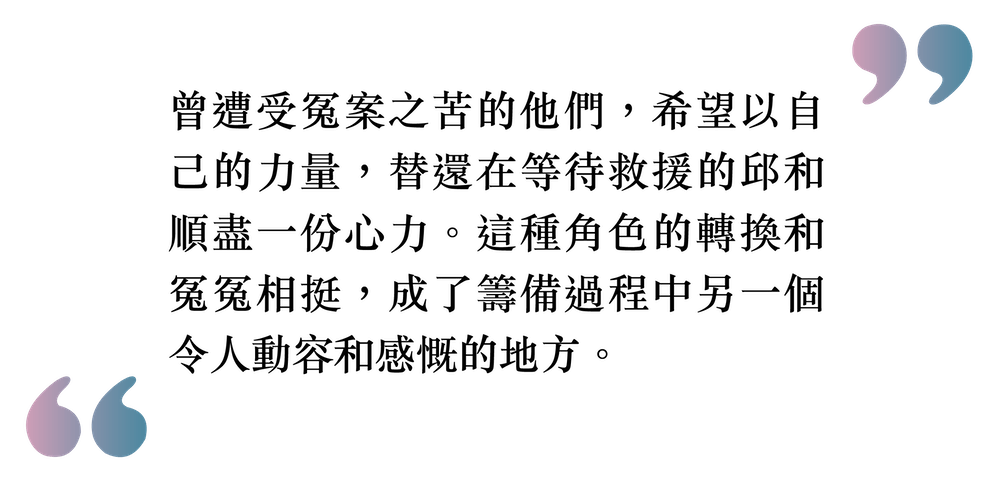 曾遭受冤案之苦的他們，希望以自
己的力量，替還在等待救援的邱和
順盡一份心力。這種角色的轉換和
冤冤相挺，成了籌備過程中另一個
令人動容和感慨的地方。